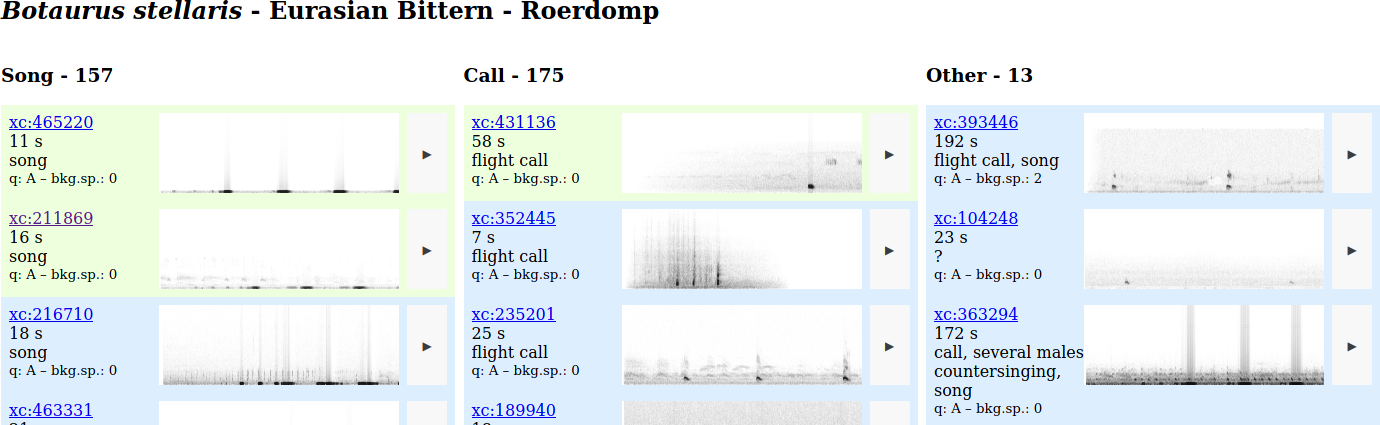 Botaurus stellaris - Eurasian Bittern - Roerdomp
Song - 157
xc:465220
11 s
song
q: A – bkg.sp.: 0
xc:211869
16 s
song
q: A – bkg.sp.: 0
xc:216710
18 s
song
q: A – bkg.sp.: 0
xc:463331
Call - 175
xc:431136
58 s
flight call
q: A – bkg.sp.: 0
xc:352445
7 s
flight call
q: A – bkg.sp.: 0
xc:235201
25 s
flight call
q: A – bkg.sp.: 0
xc:189940
Other - 13
xc:393446
192 s
flight call, song
q: A – bkg.sp.: 2
xc:104248
23 s
?
q: A – bkg.sp.: 0
xc:363294
172 s
call, several males
countersinging,
song
q: A – bkg.sp.: 0